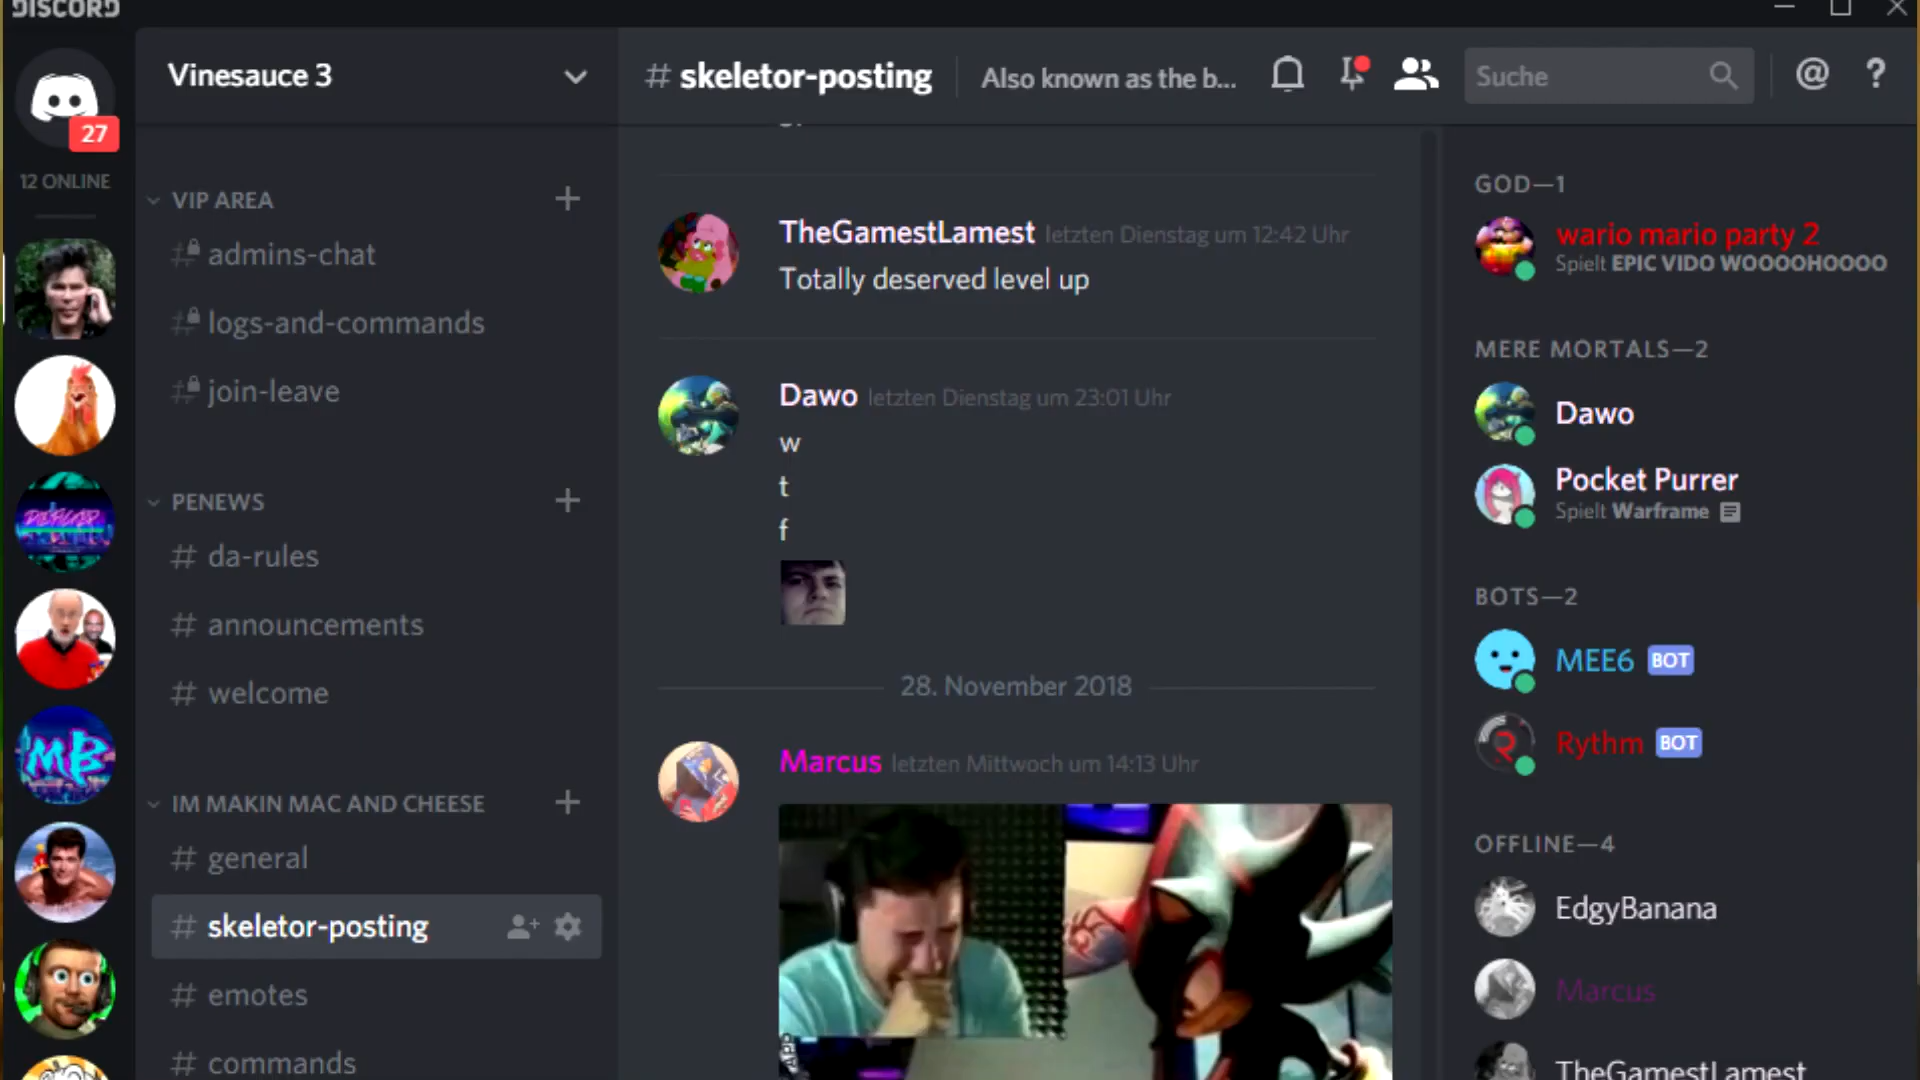 DISCORD
27
12 ONLINE
Vinesauce 3
VIP AREA
admins-chat
logs-and-commands
join-leave
PENEWS
# da-rules
# announcements
# welcome
IM MAKIN MAC AND CHEESE
# general
# skeletor-posting
# emotes
# commands
# skeletor-posting
Also known as the b...
Suche
@
?
TheGamestLamest letzten Dienstag um 12:42 Uhr
Totally deserved level up
Dawo letzten Dienstag um 23:01 Uhr
w
t
f
28. November 2018
Marcus letzten Mittwoch um 14:13 Uhr
GOD—1
wario mario party 2
Spielt EPIC VIDO WOOOOHOOOO
MERE MORTALS—2
Dawo
Pocket Purrer
Spielt Warframe
BOTS—2
MEE6 BOT
Rythm BOT
OFFLINE—4
EdgyBanana
Marcus
TheGamestLamest